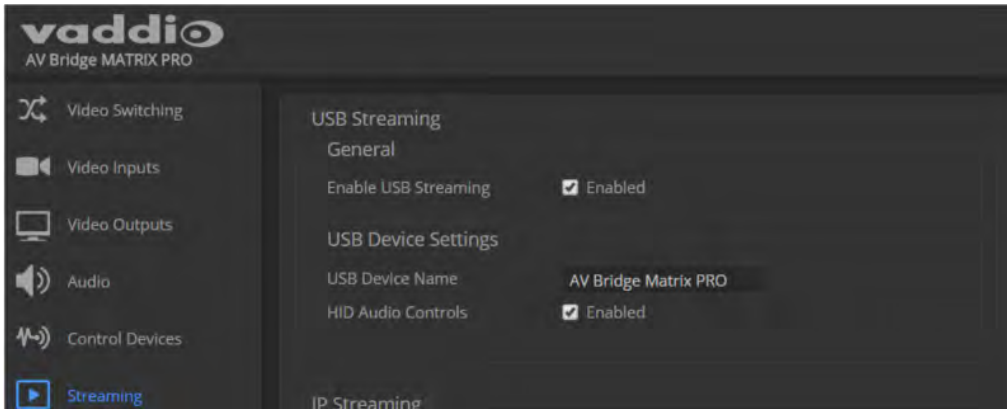 vaddio
AV Bridge MATRIX PRO
Video Switching
Video Inputs
Video Outputs
Audio
Control Devices
Streaming
USB Streaming
General
Enable USB Streaming Enabled
USB Device Settings
USB Device Name AV Bridge Matrix PRO
HID Audio Controls Enabled
IP Streaming